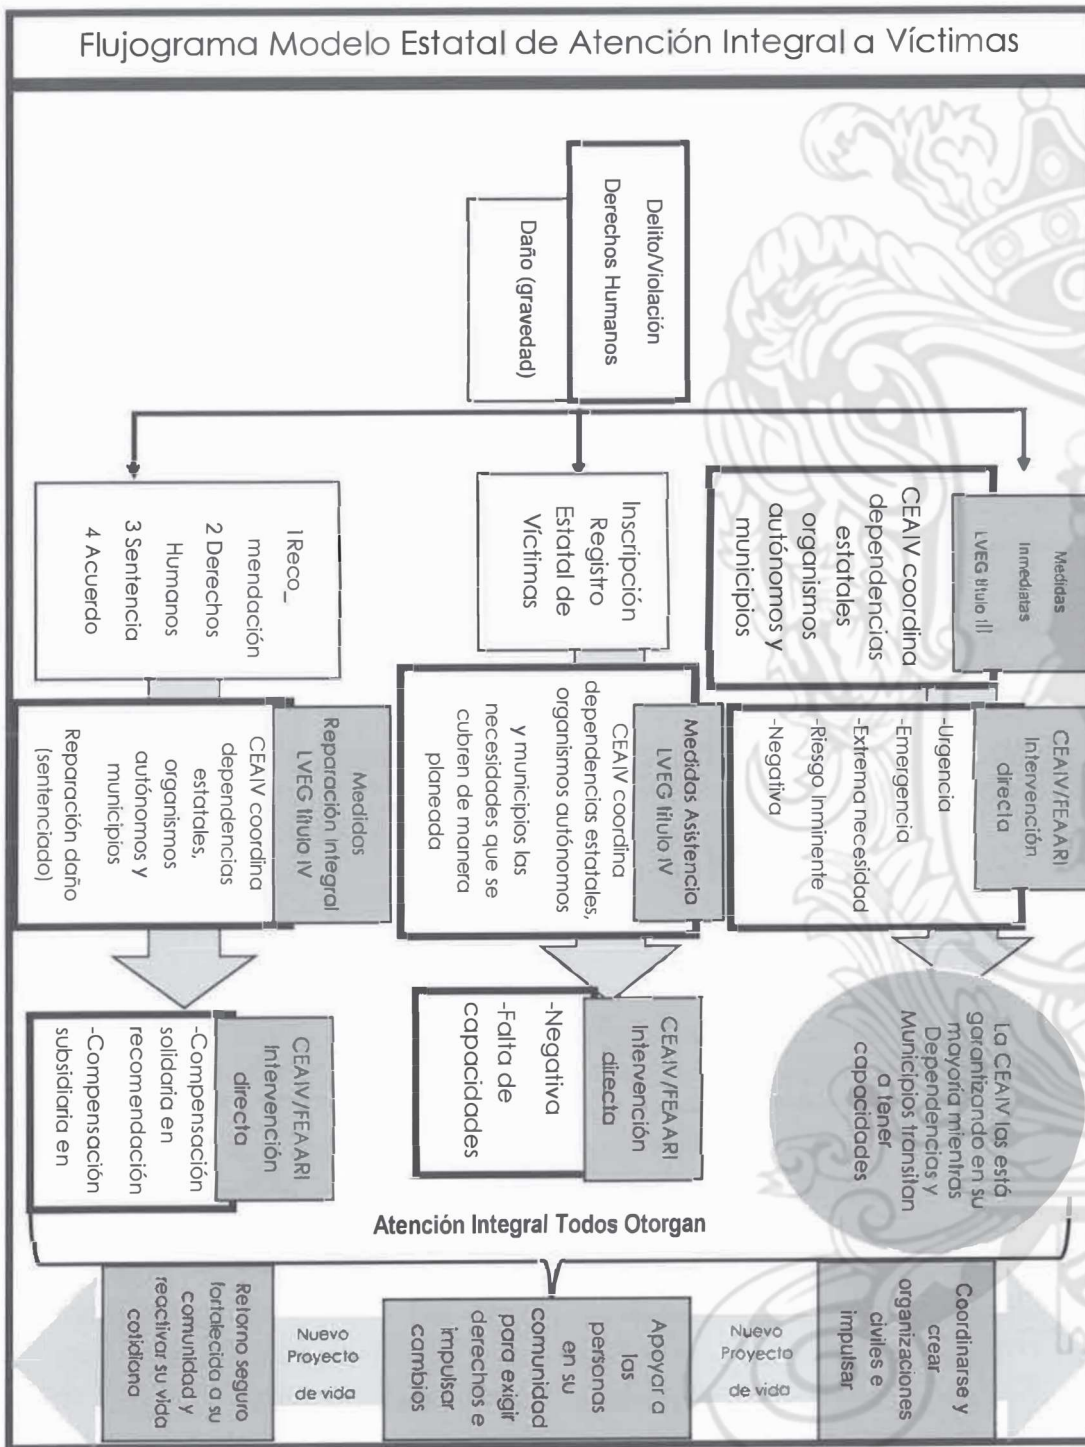 Flujograma Modelo Estatal de Atención Integral a Víctimas
Delito/Violación
Derechos Humanos
Daño (gravedad)
Medidas
Inmediatas
LVEG título III
CEAIV coordina
dependencias
estatales
organismos
autónomos y
municipios
CEAIV/FEAARI
Intervención
directa
-Urgencia
-Emergencia
-Extrema necesidad
-Riesgo Inminente
-Negativa
La CEAIV las está
garantizando en su
mayoría mientras
Dependencias y
Municipios transitan
a tener
capacidades
Inscripción
Registro
Estatal de
Víctimas
Medidas Asistencia
LVEG título IV
CEAIV coordina
dependencias estatales,
organismos autónomos
y municipios las
necesidades que se
cubren de manera
planeada
CEAIV/FEAARI
Intervención
directa
-Negativa
-Falta de
capacidades
1Reco_
mendación
2 Derechos
Humanos
3 Sentencia
4 Acuerdo
Medidas
Reparación Integral
LVEG título IV
CEAIV coordina
dependencias
estatales,
organismos
autónomos y
municipios
Reparación daño
(sentenciado)
CEAIV/FEAARI
Intervención
directa
-Compensación
solidaria en
recomendación
-Compensación
subsidiaria en
Atención Integral Todos Otorgan
Coordinarse y
crear
organizaciones
civiles e
impulsar
Nuevo
Proyecto
de vida
Apoyar a
las
personas
en su
comunidad
para exigir
derechos e
impulsar
cambios
Nuevo
Proyecto
de vida
Retorno seguro
fortalecida a su
comunidad y
reactivar su vida
cotidiana